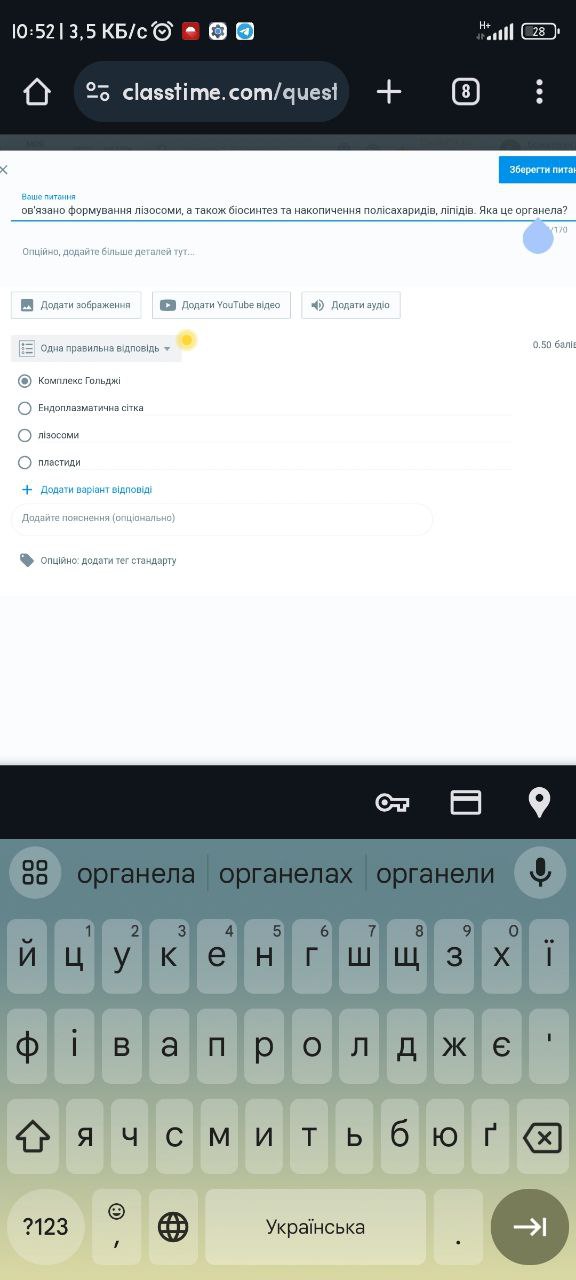 10:52 | 3,5 КБ/с H+ 28
classtime.com/quest 8
Зберегти питан
Ваше питання
ов'язано формування лізосоми, а також біосинтез та накопичення полісахаридів, ліпідів. Яка це органела?
/170
Опційно, додайте більше деталей тут...
Додати зображення Додати YouTube відео Додати аудіо
Одна правильна відповідь 0.50 балів
Комплекс Гольджі
Ендоплазматична сітка
лізосоми
пластиди
+ Додати варіант відповіді
Додайте пояснення (опціонально)
Опційно: додати тег стандарту
органела органелах органели
1 2 3 4 5 6 7 8 9 0
й ц у к е н г ш щ з х ї
ф і в а п р о л д ж є '
я ч с м и т ь б ю ґ
?123 , Українська .